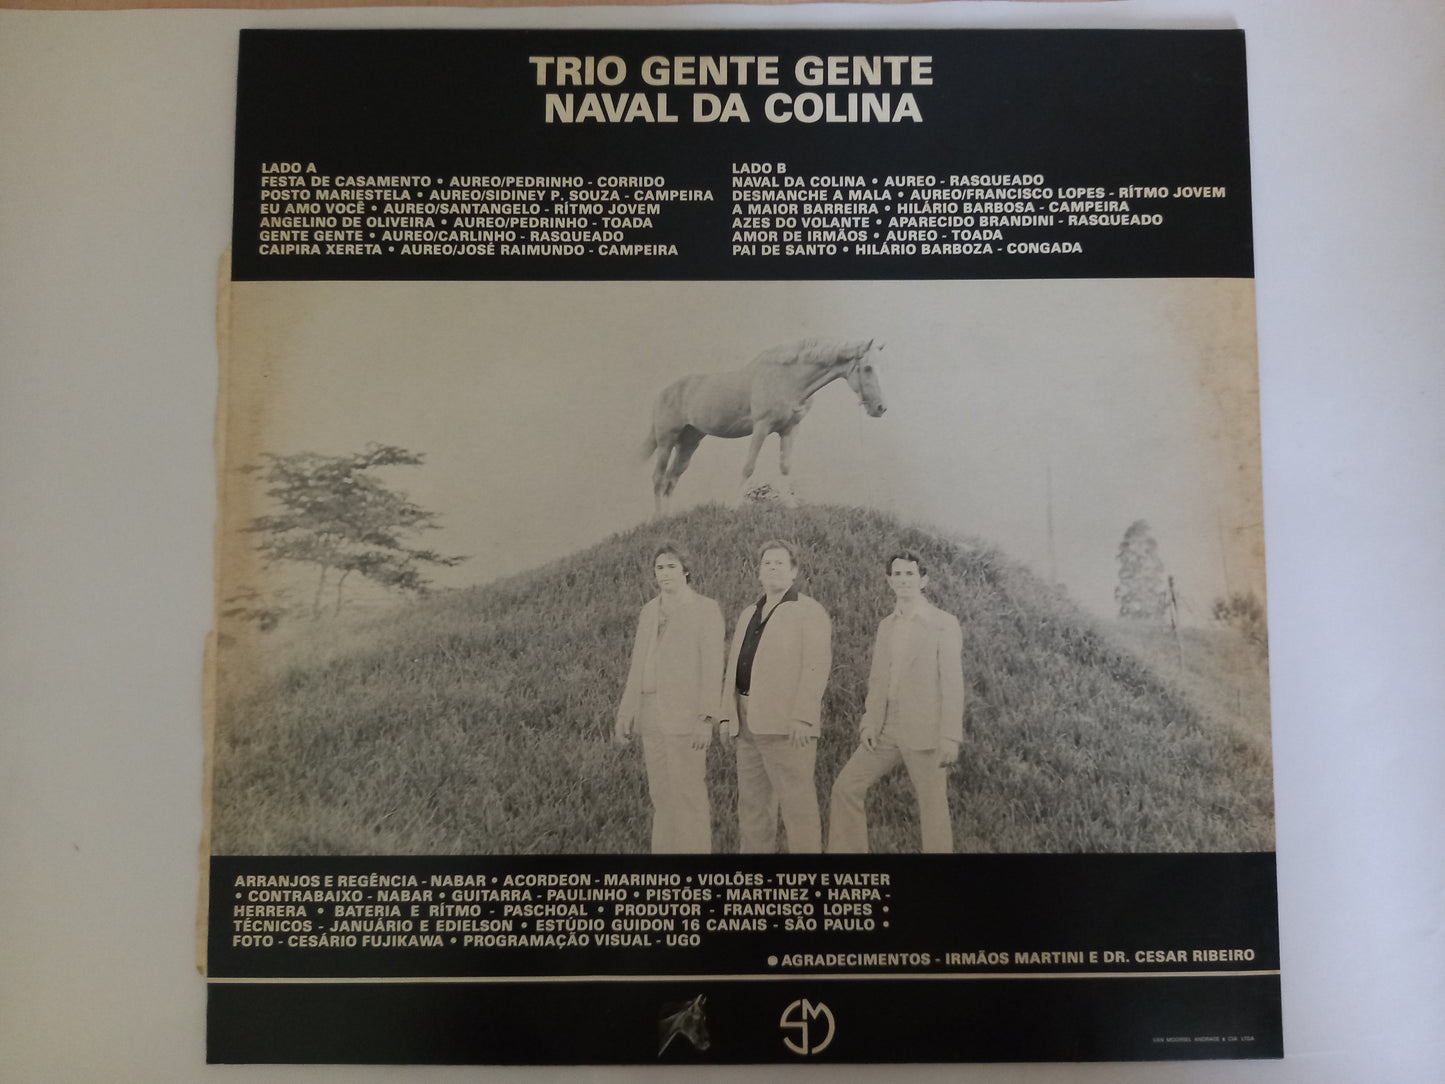 TRIO GENTE GENTE
NAVAL DA COLINA
LADO A
FESTA DE CASAMENTO • AUREO/PEDRINHO - CORRIDO
POSTO MARIESTELA • AUREO/SIDINEY P. SOUZA - CAMPEIRA
EU AMO VOCÊ • AUREO/SANTANGELO - RÍTMO JOVEM
ANGELINO DE OLIVEIRA • AUREO/PEDRINHO - TOADA
GENTE GENTE • AUREO/CARLINHO - RASQUEADO
CAIPIRA XERETA • AUREO/JOSÉ RAIMUNDO - CAMPEIRA
LADO B
NAVAL DA COLINA • AUREO - RASQUEADO
DESMANCHE A MALA • AUREO/FRANCISCO LOPES - RÍTMO JOVEM
A MAIOR BARREIRA • HILÁRIO BARBOSA - CAMPEIRA
AZES DO VOLANTE • APARECIDO BRANDINI - RASQUEADO
AMOR DE IRMÃOS • AUREO - TOADA
PAI DE SANTO • HILÁRIO BARBOZA - CONGADA
ARRANJOS E REGÊNCIA - NABAR • ACORDEON - MARINHO • VIOLÕES - TUPY E VALTER
• CONTRABAIXO - NABAR • GUITARRA - PAULINHO • PISTÕES - MARTINEZ • HARPA -
HERRERA • BATERIA E RÍTMO - PASCHOAL • PRODUTOR - FRANCISCO LOPES •
TÉCNICOS - JANUÁRIO E EDIELSON • ESTÚDIO GUIDON 16 CANAIS - SÃO PAULO •
FOTO - CESÁRIO FUJIKAWA • PROGRAMAÇÃO VISUAL - UGO
• AGRADECIMENTOS - IRMÃOS MARTINI E DR. CESAR RIBEIRO
SM
VAN MOORSEL ANDRADE & CIA LTDA